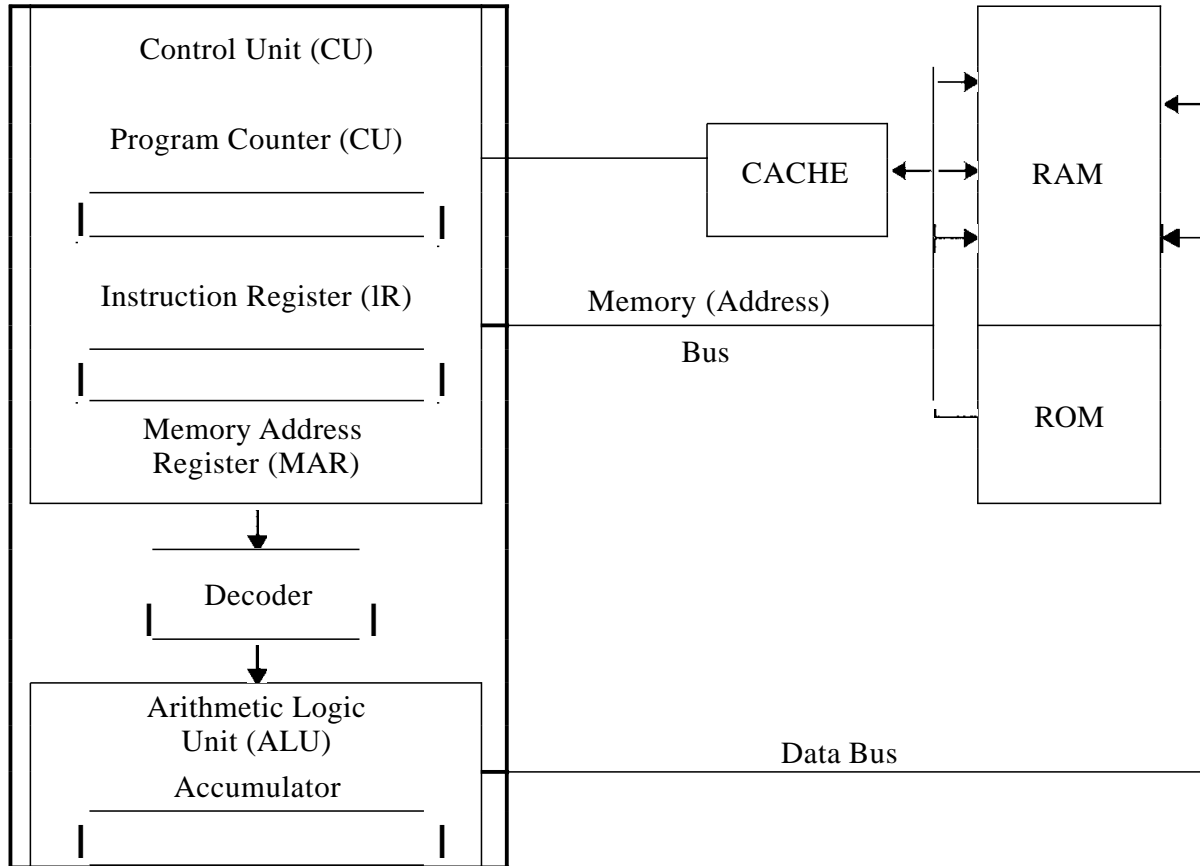 Control Unit (CU)
Program Counter (CU)
Instruction Register (lR)
Memory Address
Register (MAR)
Decoder
Arithmetic Logic
Unit (ALU)
Accumulator
CACHE
Memory (Address)
Bus
RAM
ROM
Data Bus